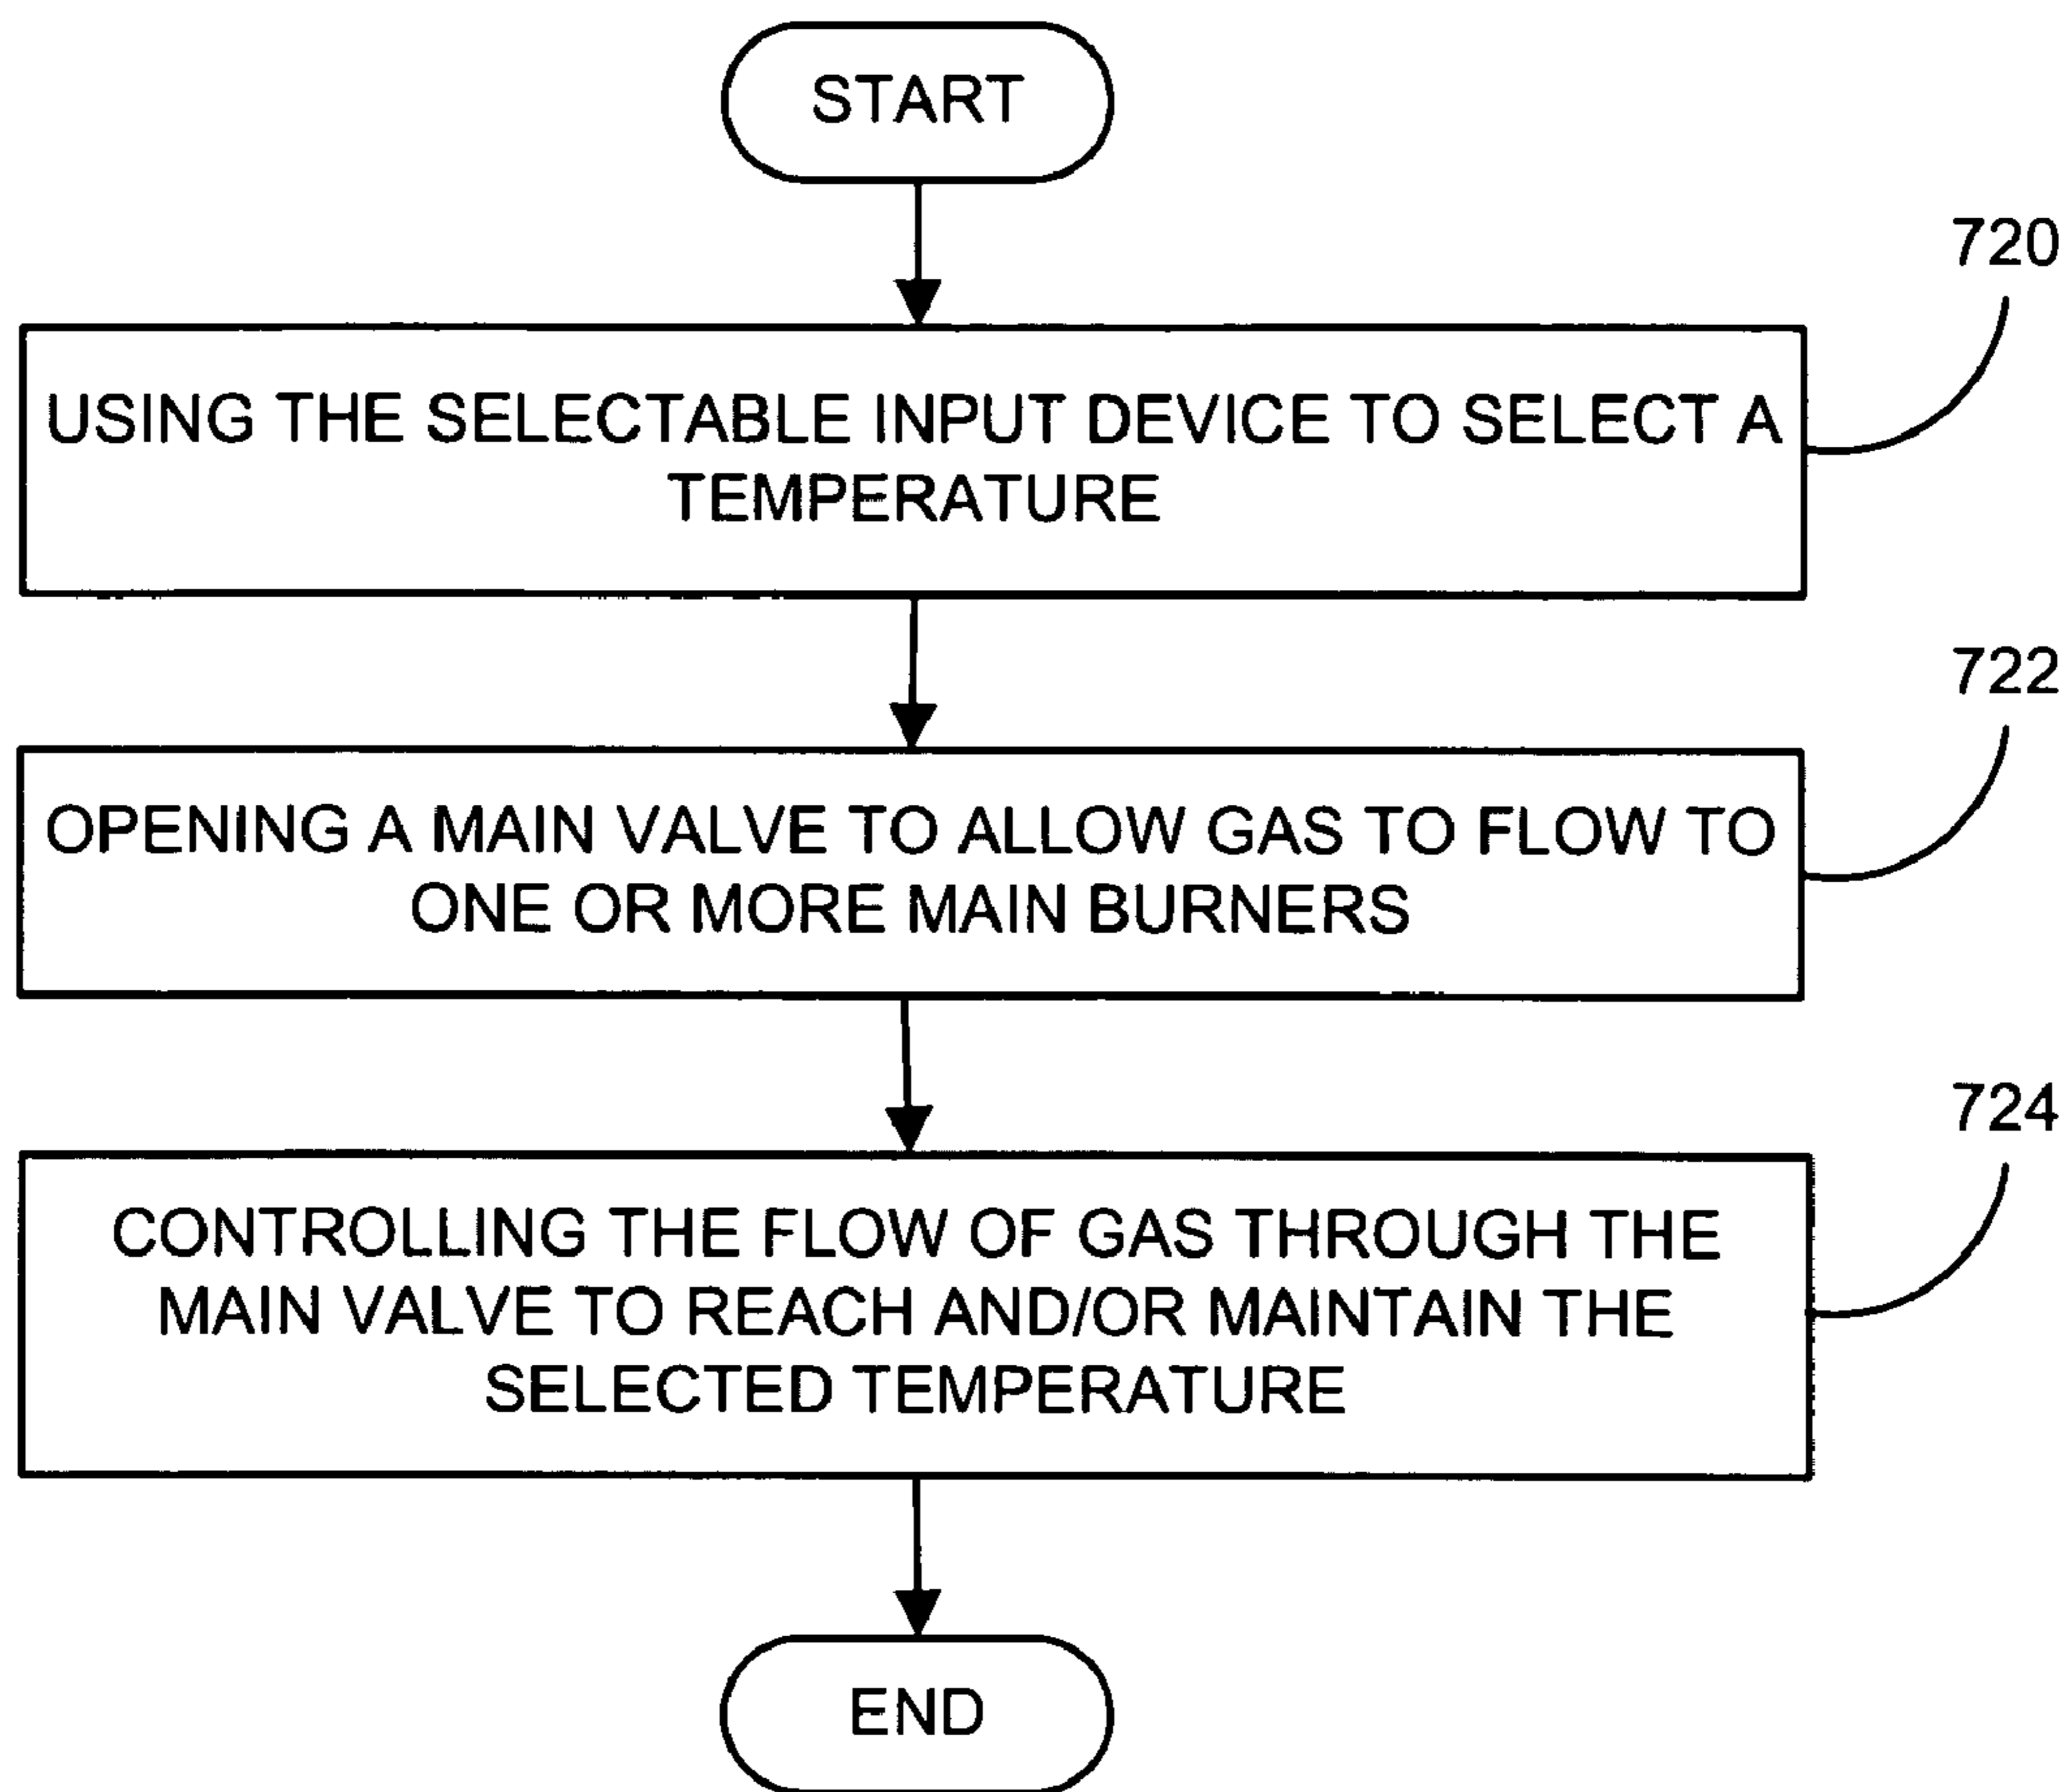 START
720
USING THE SELECTABLE INPUT DEVICE TO SELECT A
TEMPERATURE
722
OPENING A MAIN VALVE TO ALLOW GAS TO FLOW TO
ONE OR MORE MAIN BURNERS
724
CONTROLLING THE FLOW OF GAS THROUGH THE
MAIN VALVE TO REACH AND/OR MAINTAIN THE
SELECTED TEMPERATURE
END